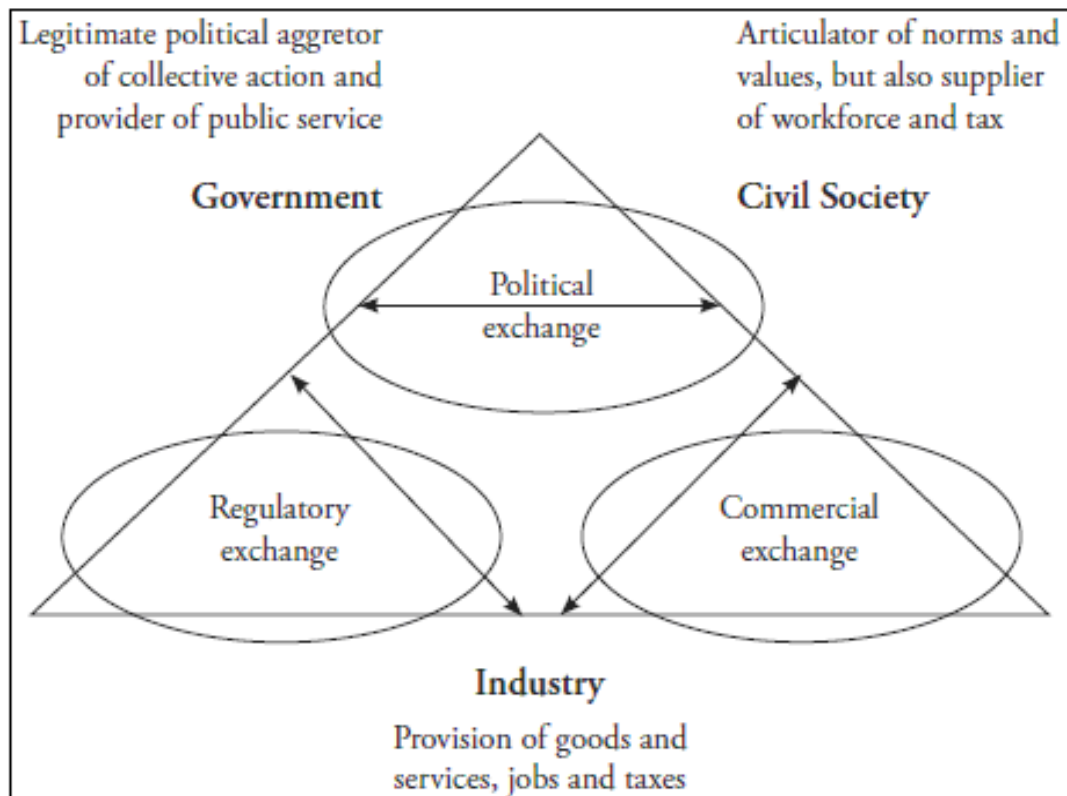 Legitimate political aggretor
of collective action and
provider of public service
Government
Articulator of norms and
values, but also supplier
of workforce and tax
Civil Society
Political
exchange
Regulatory
exchange
Commercial
exchange
Industry
Provision of goods and
services, jobs and taxes